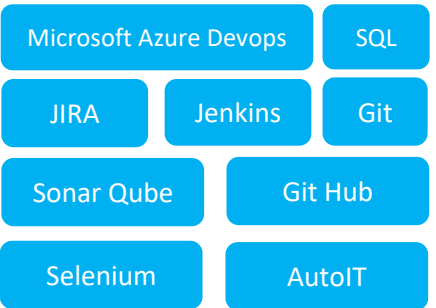 Microsoft Azure Devops
SQL
JIRA
Jenkins
Git
Sonar Qube
Git Hub
Selenium
AutoIT